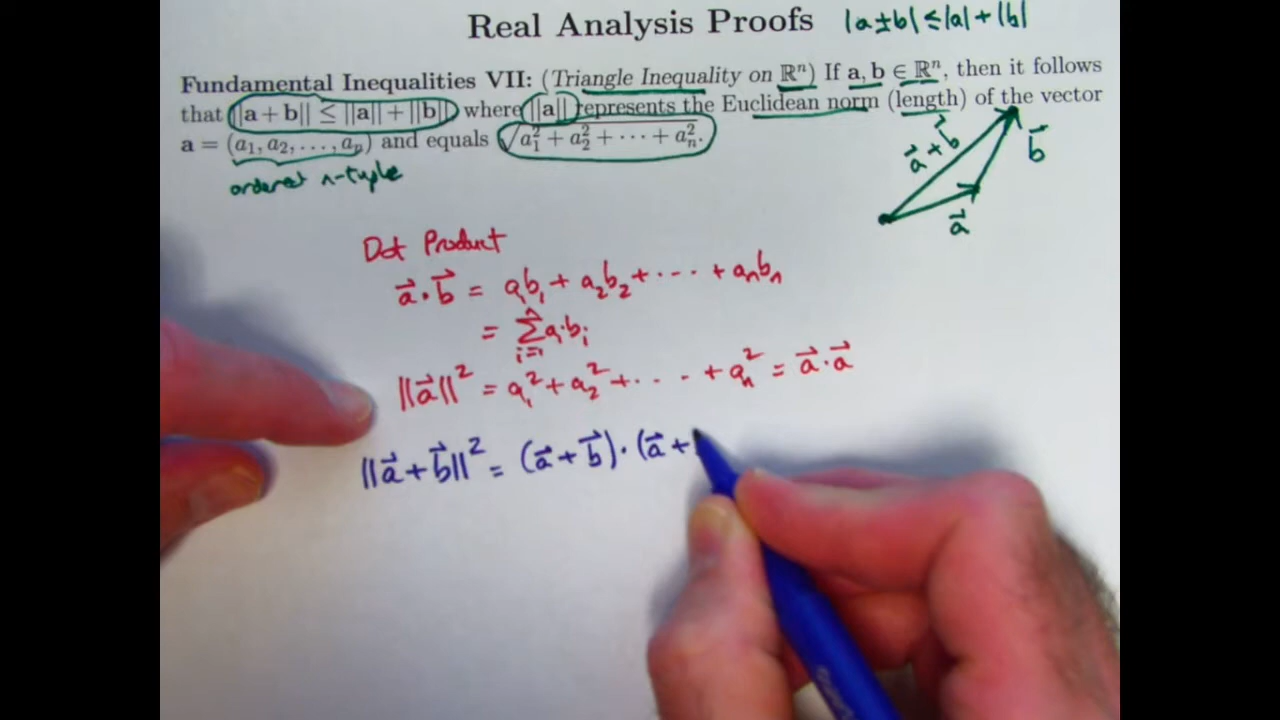 Real Analysis Proofs |a±b| ≤ |a| + |b|
Fundamental Inequalities VII: (Triangle Inequality on ℝⁿ) If a, b ∈ ℝⁿ, then it follows
that ||a + b|| ≤ ||a|| + ||b|| where ||a|| represents the Euclidean norm (length) of the vector
a = (a₁, a₂, . . . , aₙ) and equals √(a₁² + a₂² + · · · + aₙ²).
ordered n-tuple
a⃗ + b⃗
b⃗
a⃗
Dot Product
a⃗ · b⃗ = a₁b₁ + a₂b₂ + · · · + aₙbₙ
= ∑ᵢ₌₁ⁿ aᵢbᵢ
||a⃗||² = a₁² + a₂² + · · · + aₙ² = a⃗ · a⃗
||a⃗ + b⃗||² = (a⃗ + b⃗) · (a⃗ +